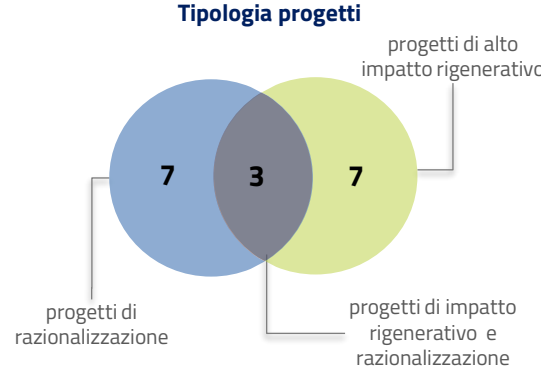 Tipologia progetti
progetti di alto
impatto rigenerativo
7
3
7
progetti di
razionalizzazione
progetti di impatto
rigenerativo e
razionalizzazione